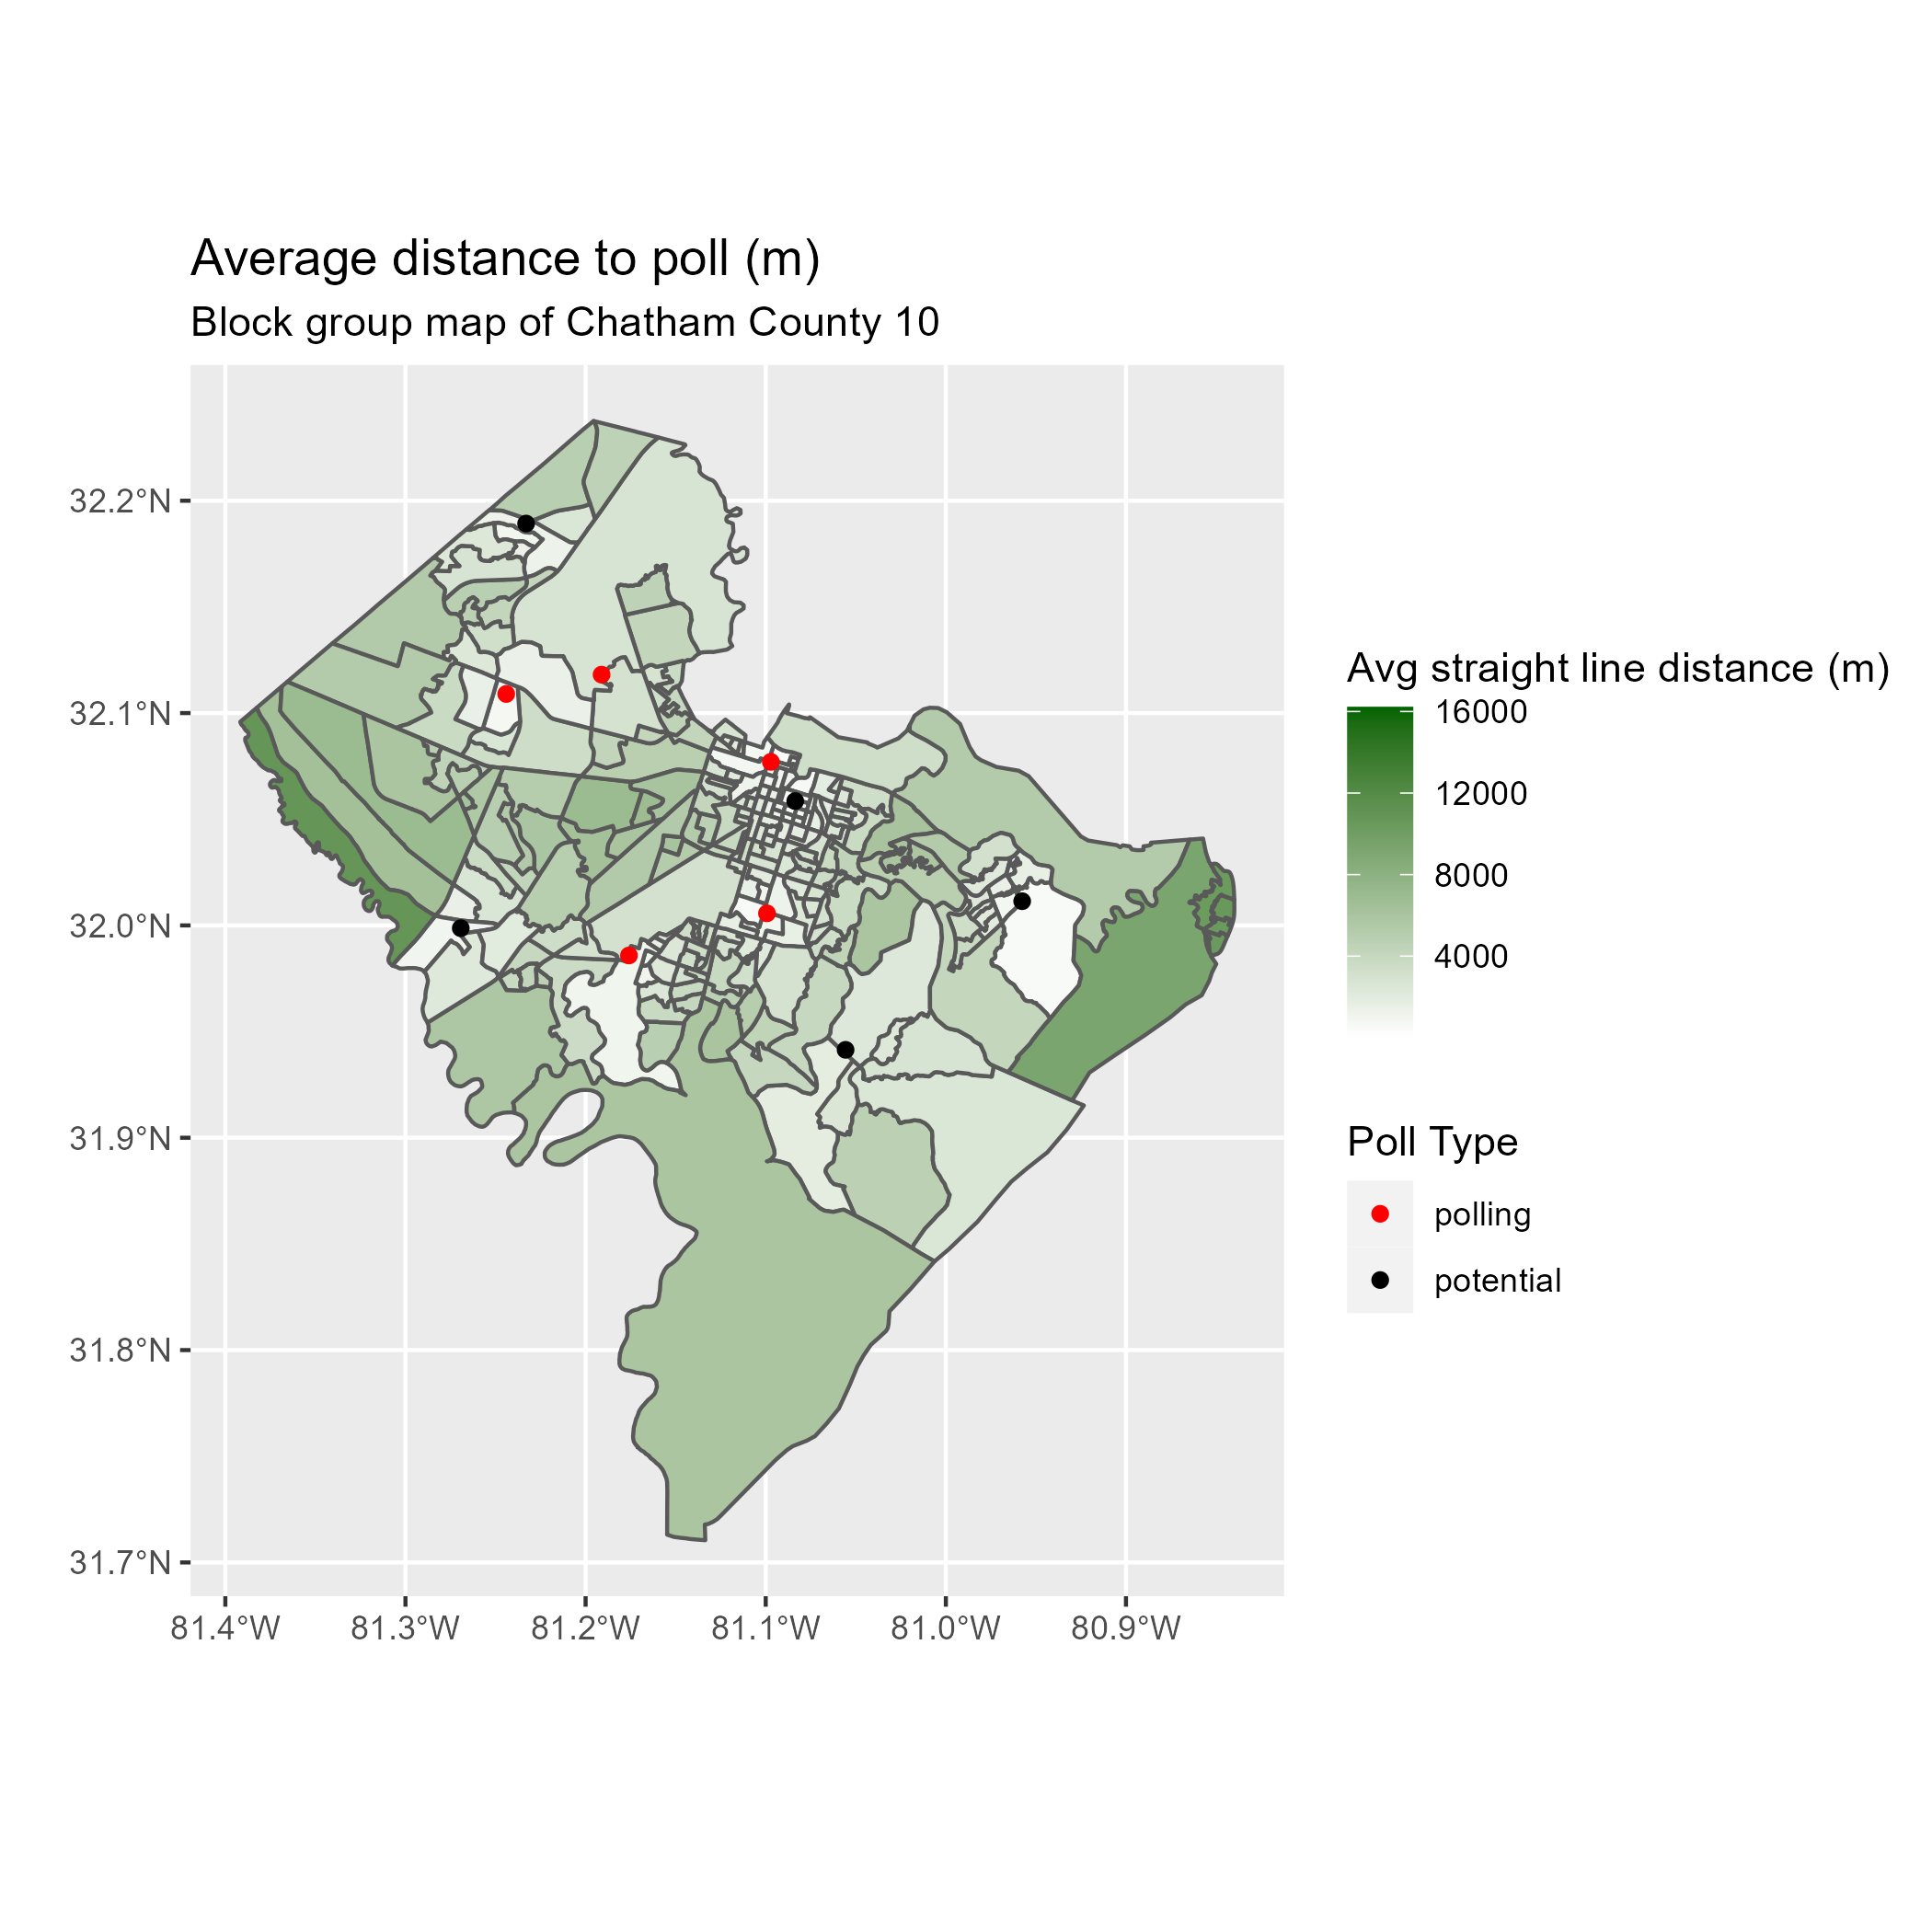 Average distance to poll (m)
Block group map of Chatham County 10
32.2°N
32.1°N
32.0°N
31.9°N
31.8°N
31.7°N
81.4°W 81.3°W 81.2°W 81.1°W 81.0°W 80.9°W
Avg straight line distance (m)
16000
12000
8000
4000
Poll Type
polling
potential